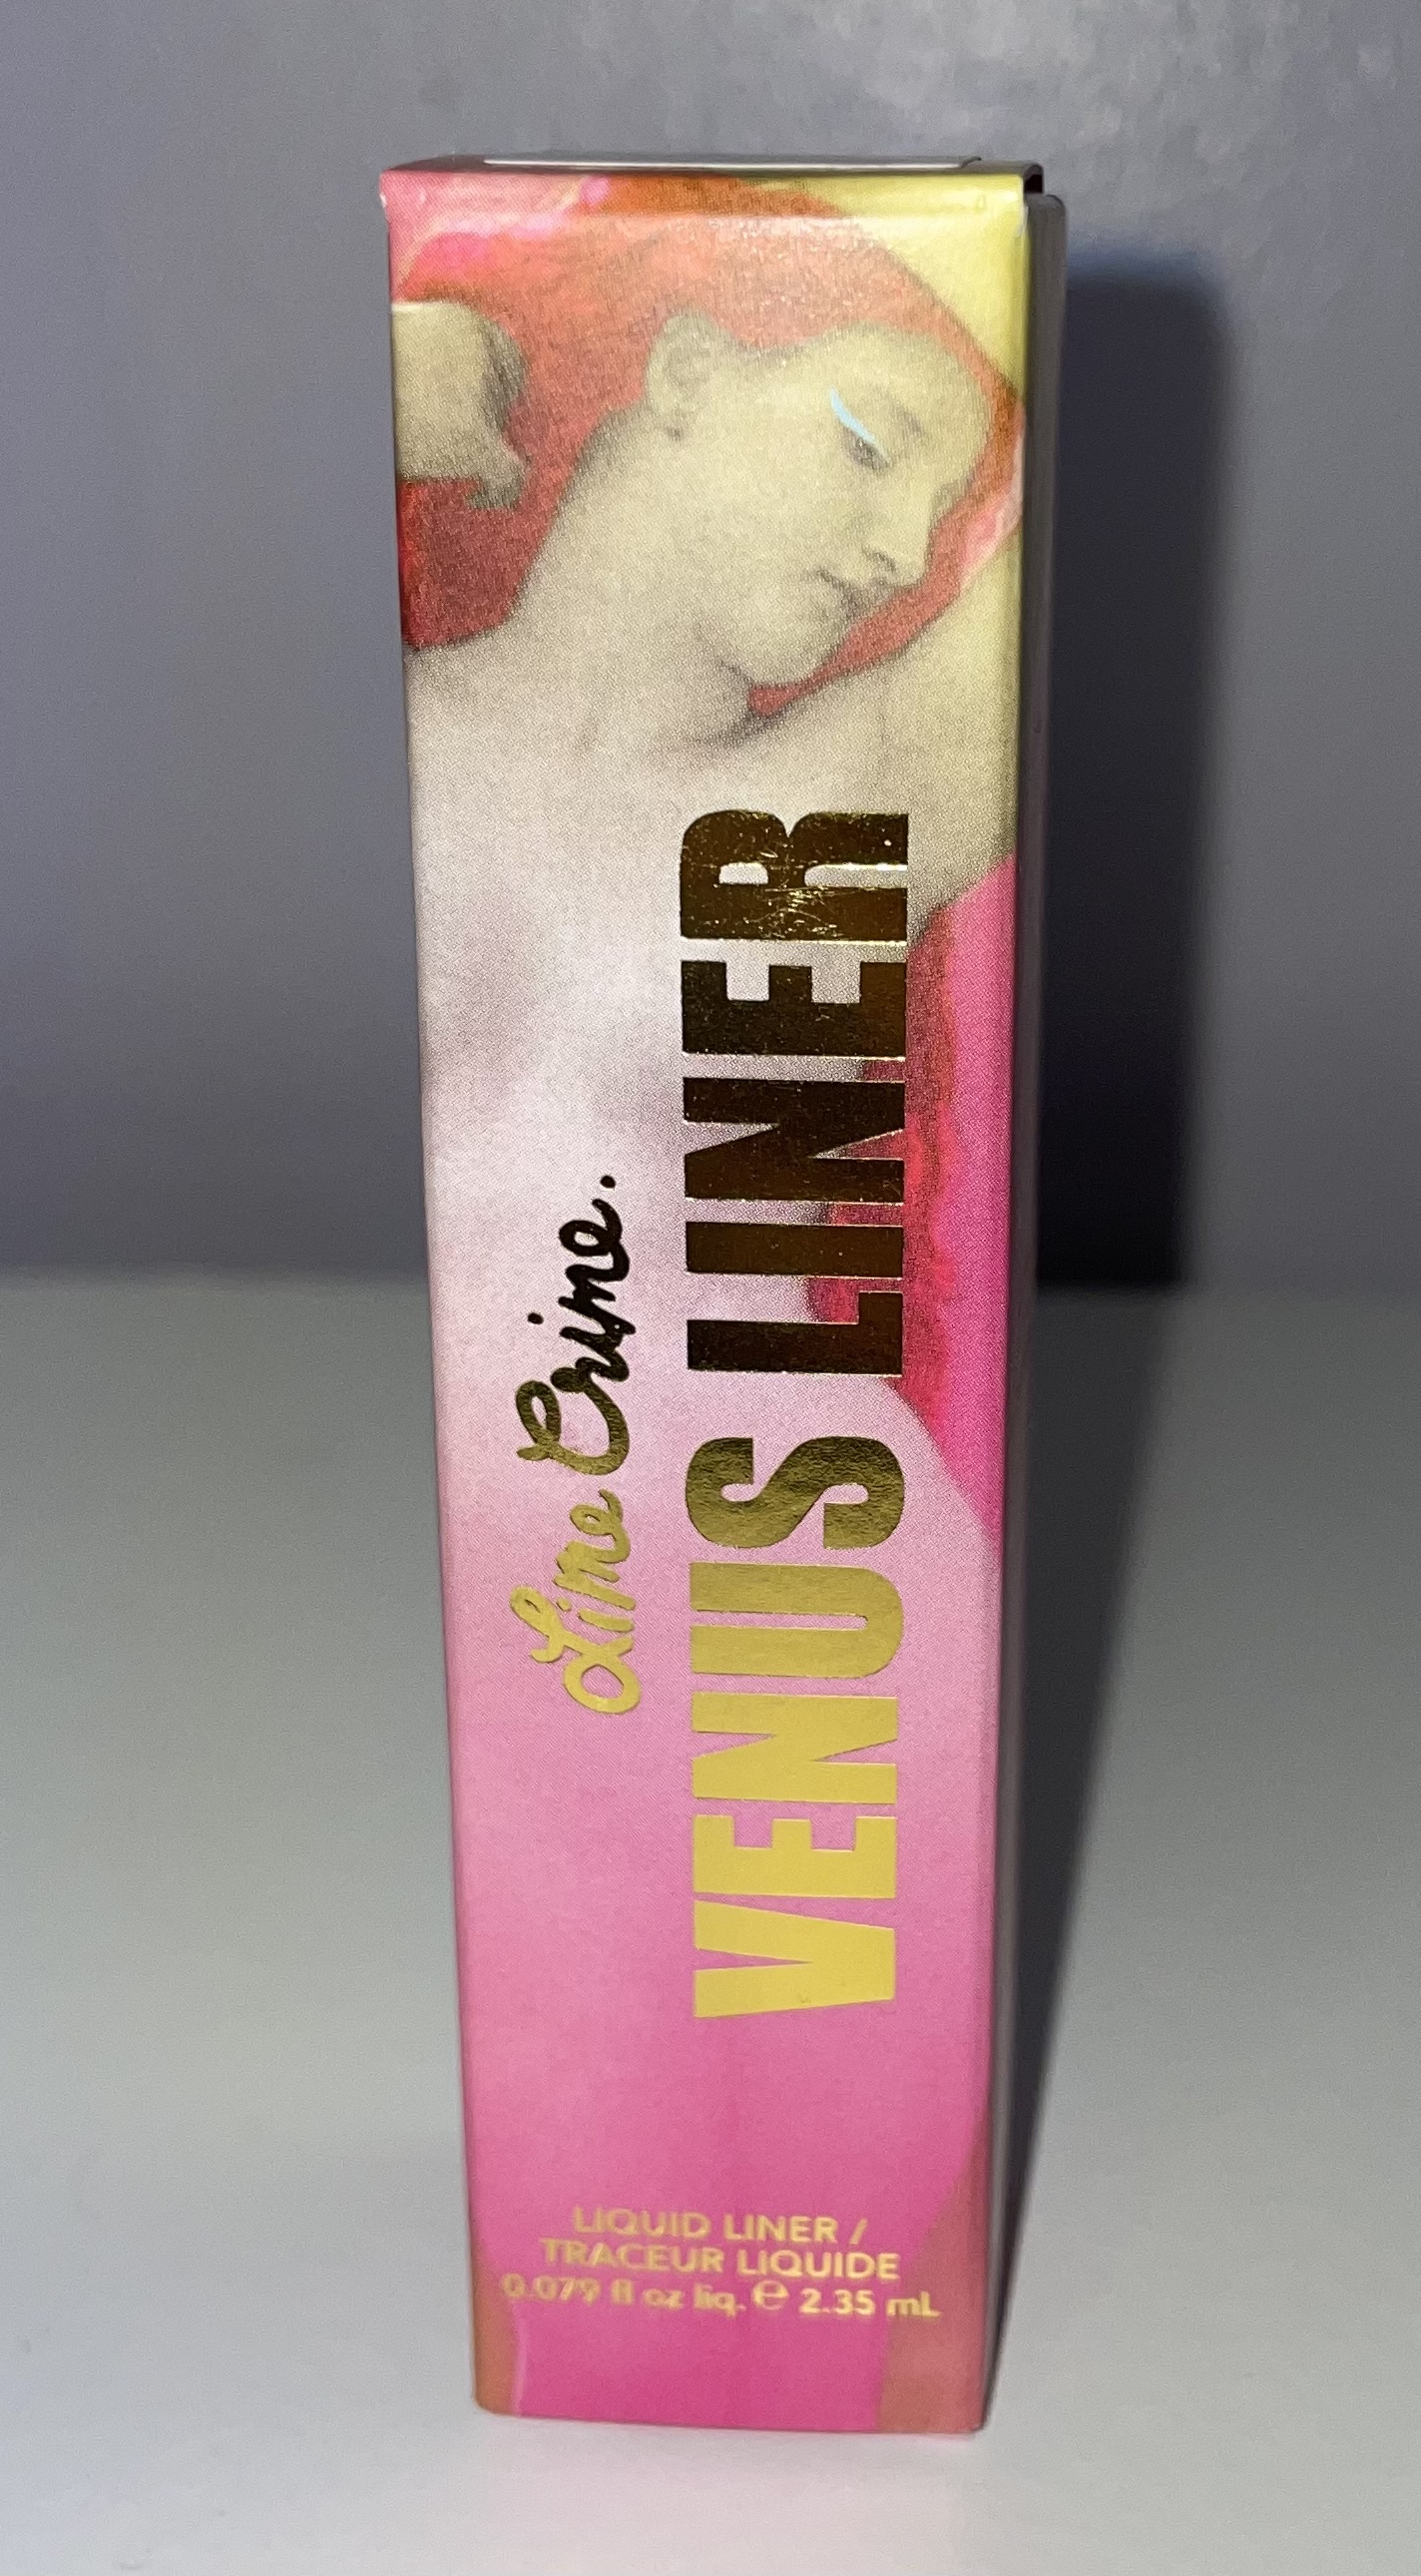 Lime Crime.
VENUS LINER
LIQUID LINER /
TRACEUR LIQUIDE
0.079 fl oz liq. ℮ 2.35 mL